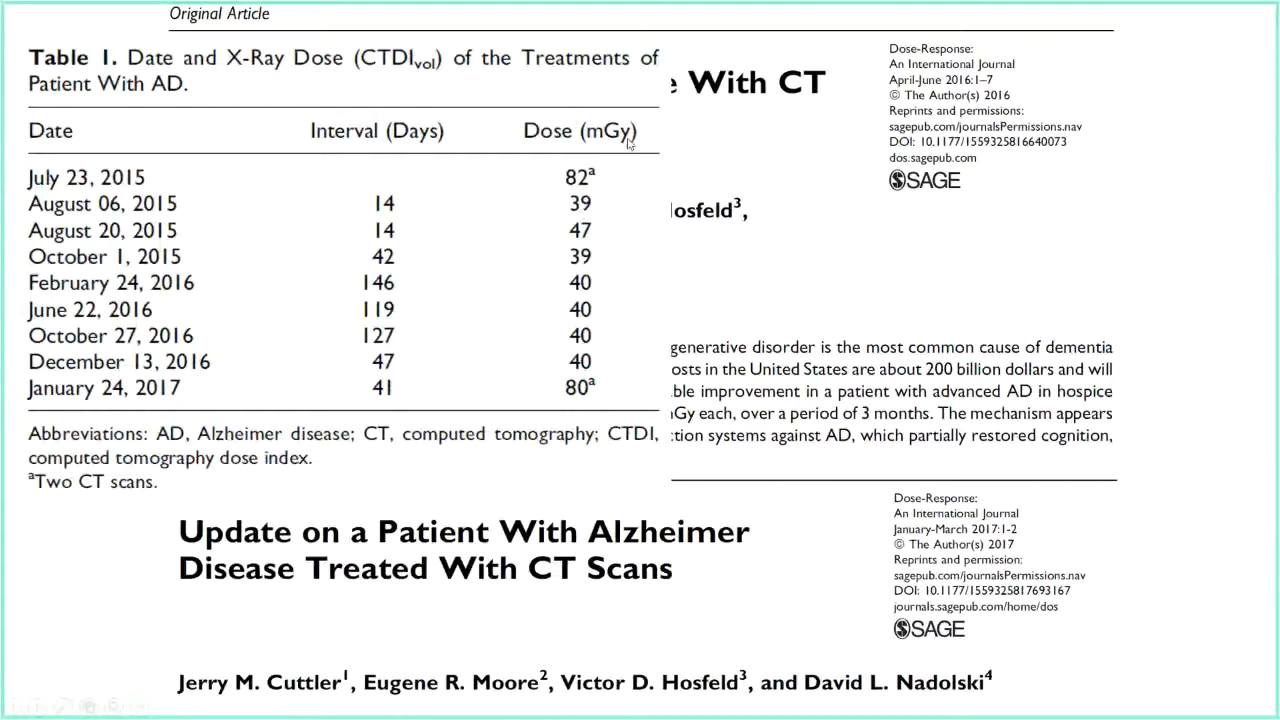 Original Article
Table 1. Date and X-Ray Dose (CTDIvol) of the Treatments of
Patient With AD.
Date Interval (Days) Dose (mGy)
July 23, 2015 82a
August 06, 2015 14 39
August 20, 2015 14 47
October 1, 2015 42 39
February 24, 2016 146 40
June 22, 2016 119 40
October 27, 2016 127 40
December 13, 2016 47 40
January 24, 2017 41 80a
Abbreviations: AD, Alzheimer disease; CT, computed tomography; CTDI,
computed tomography dose index.
aTwo CT scans.
With CT
Dose-Response:
An International Journal
April-June 2016:1–7
© The Author(s) 2016
Reprints and permissions:
sagepub.com/journalsPermissions.nav
DOI: 10.1177/1559325816640073
dos.sagepub.com
SAGE
osfeld3,
generative disorder is the most common cause of dementia
osts in the United States are about 200 billion dollars and will
ble improvement in a patient with advanced AD in hospice
Gy each, over a period of 3 months. The mechanism appears
ction systems against AD, which partially restored cognition,
Update on a Patient With Alzheimer
Disease Treated With CT Scans
Dose-Response:
An International Journal
January-March 2017:1-2
© The Author(s) 2017
Reprints and permission:
sagepub.com/journalsPermissions.nav
DOI: 10.1177/1559325817693167
journals.sagepub.com/home/dos
SAGE
Jerry M. Cuttler1, Eugene R. Moore2, Victor D. Hosfeld3, and David L. Nadolski4